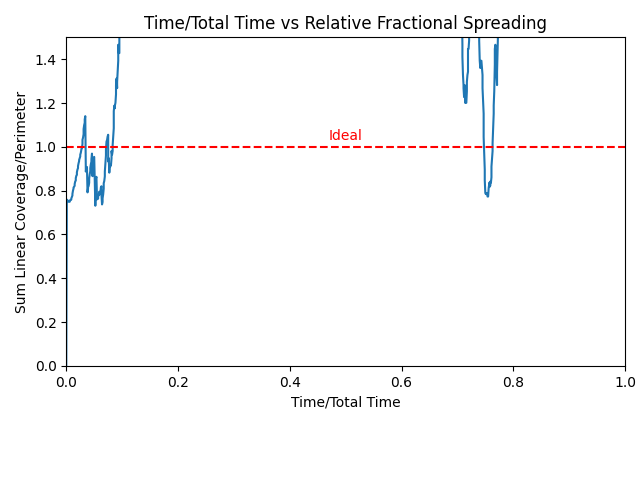 Time/Total Time vs Relative Fractional Spreading
1.4
1.2
Ideal
1.0
0.8
0.6
0.4
0.2
0.0
Sum Linear Coverage/Perimeter
0.0 0.2 0.4 0.6 0.8 1.0
Time/Total Time